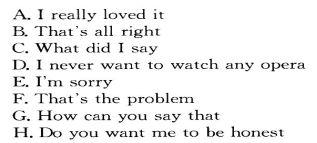 A. I really loved it
B. That's all right
C. What did I say
D. I never want to watch any opera
E. I'm sorry
F. That's the problem
G. How can you say that
H. Do you want me to be honest